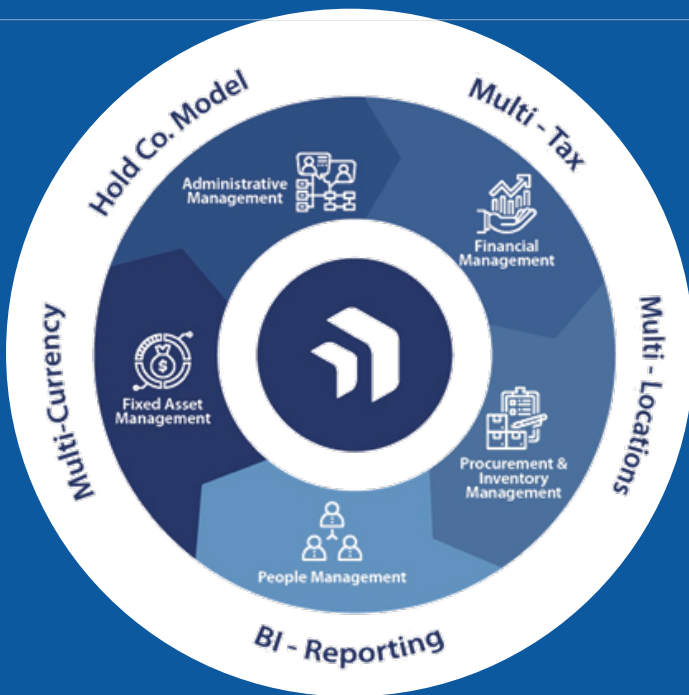 Hold Co. Model
Multi - Tax
Multi - Locations
BI - Reporting
Multi-Currency
Administrative
Management
Financial
Management
Procurement &
Inventory
Management
People Management
Fixed Asset
Management
$